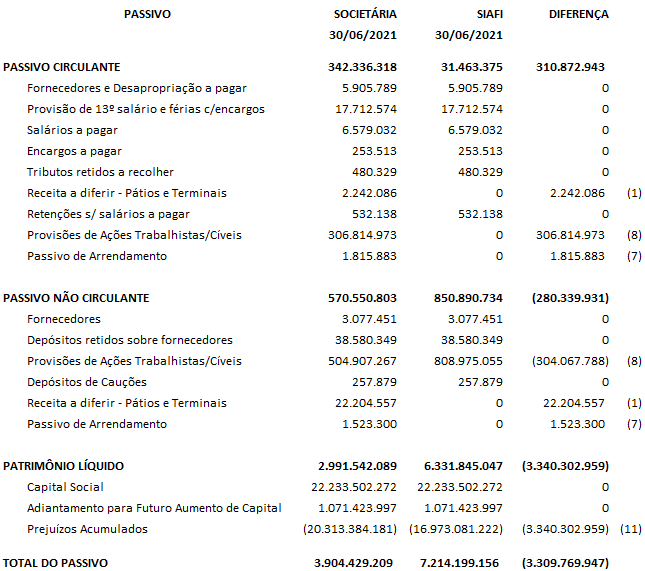 PASSIVO SOCIETÁRIA SIAFI DIFERENÇA
30/06/2021 30/06/2021
PASSIVO CIRCULANTE 342.336.318 31.463.375 310.872.943
Fornecedores e Desapropriação a pagar 5.905.789 5.905.789 0
Provisão de 13º salário e férias c/encargos 17.712.574 17.712.574 0
Salários a pagar 6.579.032 6.579.032 0
Encargos a pagar 253.513 253.513 0
Tributos retidos a recolher 480.329 480.329 0
Receita a diferir - Pátios e Terminais 2.242.086 0 2.242.086 (1)
Retenções s/ salários a pagar 532.138 532.138 0
Provisões de Ações Trabalhistas/Cíveis 306.814.973 0 306.814.973 (8)
Passivo de Arrendamento 1.815.883 0 1.815.883 (7)
PASSIVO NÃO CIRCULANTE 570.550.803 850.890.734 (280.339.931)
Fornecedores 3.077.451 3.077.451 0
Depósitos retidos sobre fornecedores 38.580.349 38.580.349 0
Provisões de Ações Trabalhistas/Cíveis 504.907.267 808.975.055 (304.067.788) (8)
Depósitos de Cauções 257.879 257.879 0
Receita a diferir - Pátios e Terminais 22.204.557 0 22.204.557 (1)
Passivo de Arrendamento 1.523.300 0 1.523.300 (7)
PATRIMÔNIO LÍQUIDO 2.991.542.089 6.331.845.047 (3.340.302.959)
Capital Social 22.233.502.272 22.233.502.272 0
Adiantamento para Futuro Aumento de Capital 1.071.423.997 1.071.423.997 0
Prejuízos Acumulados (20.313.384.181) (16.973.081.222) (3.340.302.959) (11)
TOTAL DO PASSIVO 3.904.429.209 7.214.199.156 (3.309.769.947)